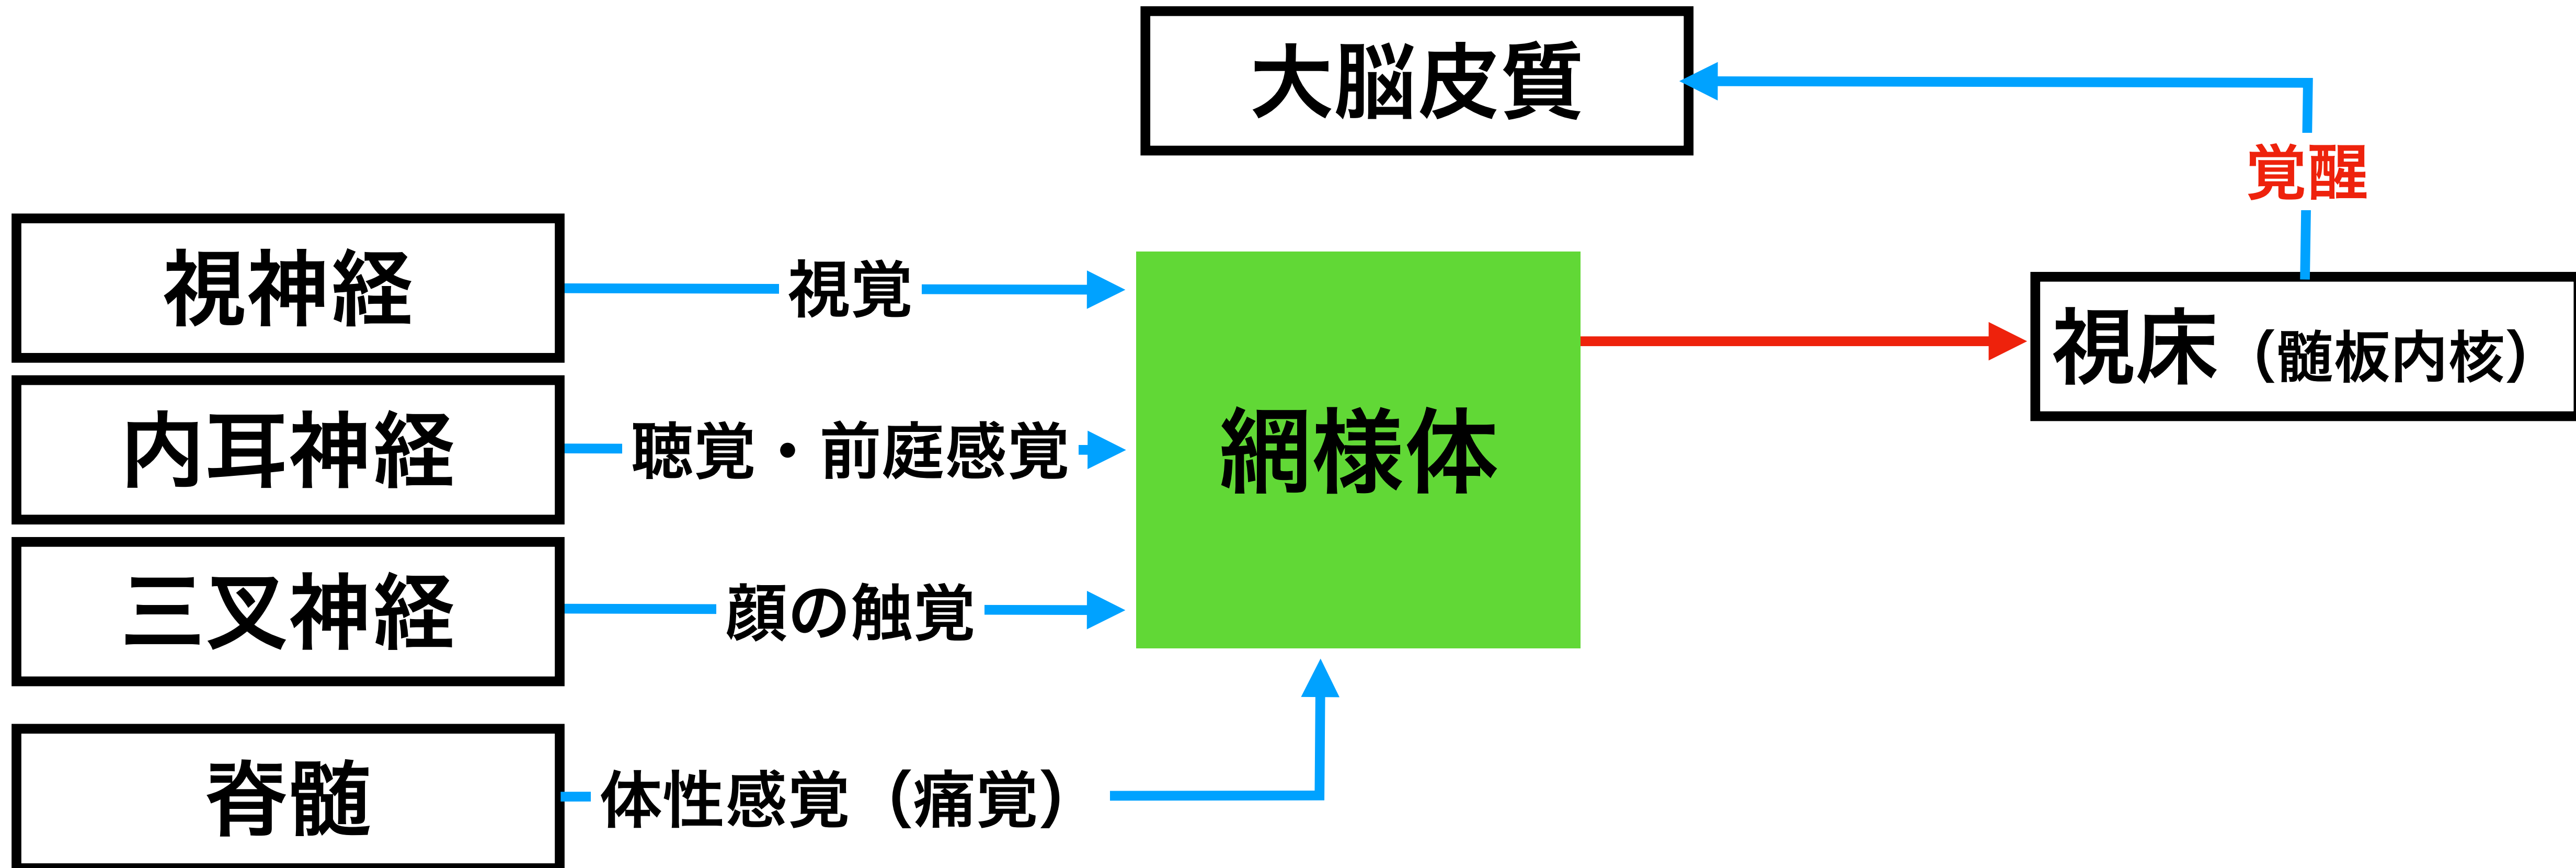 大脳皮質
覚醒
視神経
視覚
視床（髄板内核）
内耳神経
聴覚・前庭感覚
網様体
三叉神経
顔の触覚
脊髄
体性感覚（痛覚）